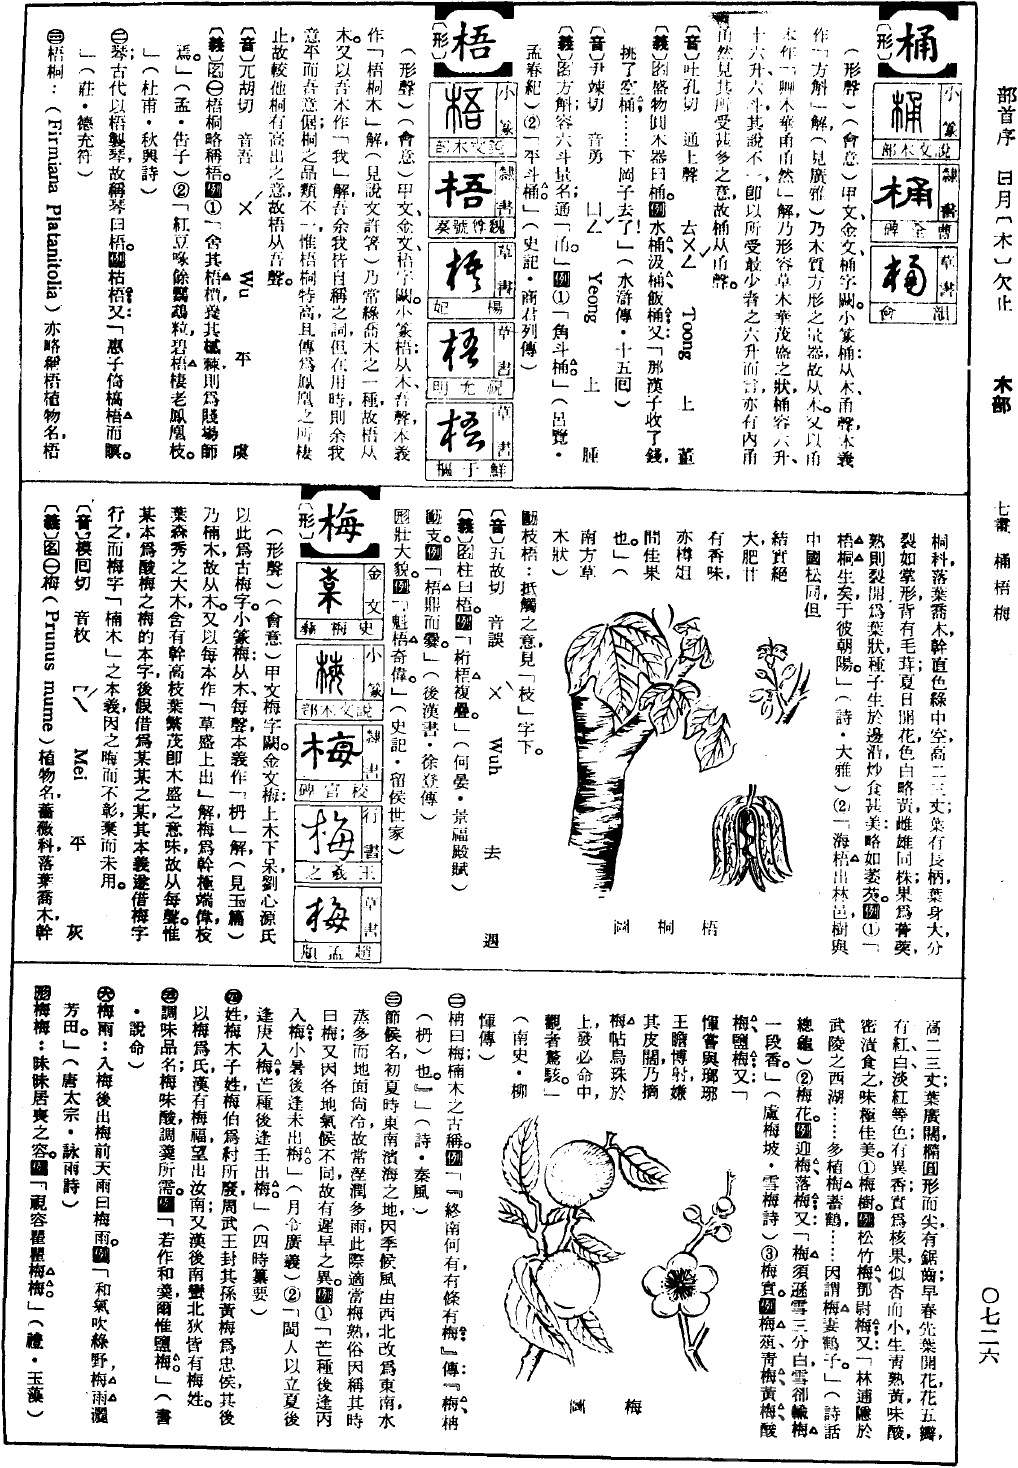 部首序　日月〔木〕欠止　木部　七畫　桶梧梅　〇七二六
桶
〔形〕
小篆　說文木部
隸書　曹全碑
草書　韻會
（形聲）（會意）甲文、金文、桶字闕。小篆桶：从木、甬聲，本義
作「方斛」解（見廣雅）乃木質方形之量器，故从木。又以甬
本作「艸木華甬甬然」解，乃形容草木華茂盛之狀，桶容六升、
十六升、六斗，其說不一，即以所受最少者之六升而言，亦有內甬
甬然見其所受甚多之意，故桶从甬聲。
〔音〕吐孔切　通上聲　ㄊㄨㄥˇ　Toong　上　董
〔義〕名盛物圓木器曰桶。例水桶、汲桶、飯桶；又：「那漢子收了錢，
挑了空桶……下岡子去了！」（水滸傳・十五回）
〔音〕尹竦切　音勇　ㄩㄥˇ　Yeong　上　腫
〔義〕名方斛，容六斗，量名，通「甬」。例①「角斗桶。」（呂覽・
孟春紀）②「平斗桶」（史記・商君列傳）
梧
〔形〕
小篆　說文木部
隸書　魏尊號奏
草書　楊妃
草書　祝允明
草書　鮮于樞
（形聲）（會意）甲文、金文、梧字闕。小篆梧：从木、吾聲，本義
作「梧桐木」解（見說文許箸）乃常綠喬木之一種，故梧从
木。又以吾本作「我」解，吾余我皆自稱之詞，但在用時則余我
意平而吾意倨，桐之品類不一，惟梧桐特高，且傳爲鳳凰之所棲
止，故較他桐有高出之意，故梧从吾聲。
〔音〕兀胡切　音吾　ㄨˊ　Wu　平　虞
〔義〕名㊀梧桐略稱梧。例①「舍其梧檟，養其樲棘，則爲賤場師
焉。」（孟・告子）②「紅豆啄餘鸚鵡粒，碧梧棲老鳳凰枝。
」（杜甫・秋興詩）
㊁琴，古代以梧製琴，故稱琴曰梧。例枯梧；又：「惠子倚槁梧而瞑。
」（莊・德充符）
㊂梧桐：（Firmiana Platanitolia）亦略稱梧，植物名，梧
桐科，落葉喬木，幹直色綠中空，高二三丈；葉有長柄，葉身大，分
裂如掌形，背有毛茸；夏日開花，色白略黃，雌雄同株；果爲蓇葖，
熟則裂開爲葉狀，種子生於邊沿，炒食甚美，略如菱芡。例①「
梧桐生矣，于彼朝陽。」（詩・大雅）②「海梧出林邑，樹與
中國松同，但
結實絕
大，肥甘
有香味，
亦樽俎
間佳果
也。」（
南方草
木狀）
梧桐圖
動枝梧：抵觸之意，見「枝」字下。
〔音〕五故切　音誤　ㄨˋ　Wuh　去　遇
〔義〕名柱曰梧。例「桁梧複疊。」（何晏・景福殿賦）
動支。例「梧鼎而爨。」（後漢書・徐登傳）
形壯大貌。例「魁梧奇偉。」（史記・留侯世家）
梅
〔形〕
金文　史梅彝
小篆　說文木部
隸書　校官碑
行書　王羲之
草書　趙孟頫
（形聲）（會意）甲文梅字闕。金文梅：上木下呆，劉心源氏
以此爲古梅字。小篆梅：从木、每聲，本義作「枏」解（見玉篇）
乃楠木，故从木。又以每本作「草盛上出」解，梅爲幹極端偉，枝
葉森秀之大木，含有幹高枝葉繁茂即木盛之意味，故从每聲。惟
某本爲酸梅之梅的本字，後假借爲某某之某，其本義遂借梅字
行之，而梅字「楠木」之本義因之晦而不彰，棄而未用。
〔音〕模回切　音枚　ㄇㄟˊ　Mei　平　灰
〔義〕名㊀梅（Prunus mume）植物名，薔薇科，落葉喬木，幹
高二三丈；葉廣闊，橢圓形而尖，有鋸齒；早春先葉開花，花五瓣，
有紅白淡紅等色，有異香；實爲核果，似杏而小，生青熟黃，味酸，
密漬食之味極佳美。①梅樹。例松竹梅、鄧尉梅；又：「林逋隱於
武陵之西湖……多植梅畜鶴……因謂梅妻鶴子。」（詩話
總龜）②梅花。例迎梅、落梅；又：「梅須遜雪三分白，雪卻輸梅
一段香。」（盧梅坡・雪梅詩）③梅實。例梅蓏、青梅、黃梅、酸
梅、鹽梅；又：「
惲嘗與瑯琊
王瞻博射，嫌
其皮闊，乃摘
梅帖烏珠於
上，發必命中，
觀者驚駭。」
（南史・柳
惲傳）
梅圖
㊁柟曰梅，楠木之古稱。例「『終南何有，有條有梅』傳：『梅，柟
（枏）也。』」（詩・秦風）
㊂節候名，初夏時東南濱海之地，因季候風由西北改爲東南，水
蒸多而地面尚冷，故常溼潤多雨，此際適當梅熟，俗因稱其時
曰梅；又因各地氣候不同，故有遲早之異。例①「芒種後逢丙
入梅，小暑後逢未出梅。」（月令廣義）②「閩人以立夏後
逢庚入梅，芒種後逢壬出梅。」（四時纂要）
㊃姓，梅木子姓，梅伯爲紂所廢，周武王封其孫黃梅爲忠侯，其後
以梅爲氏，漢有梅福，望出汝南；又漢後南蠻北狄皆有梅姓。
㊄調味品名，梅味酸，調羹所需。例「若作和羹，爾惟鹽梅。」（書
・說命）
㊅梅雨：入梅後出梅前天雨曰梅雨。例「和氣吹綠野，梅雨灑
芳田。」（唐太宗・詠雨詩）
形梅梅：昧昧居喪之容。例「視容瞿瞿梅梅。」（禮・玉藻）